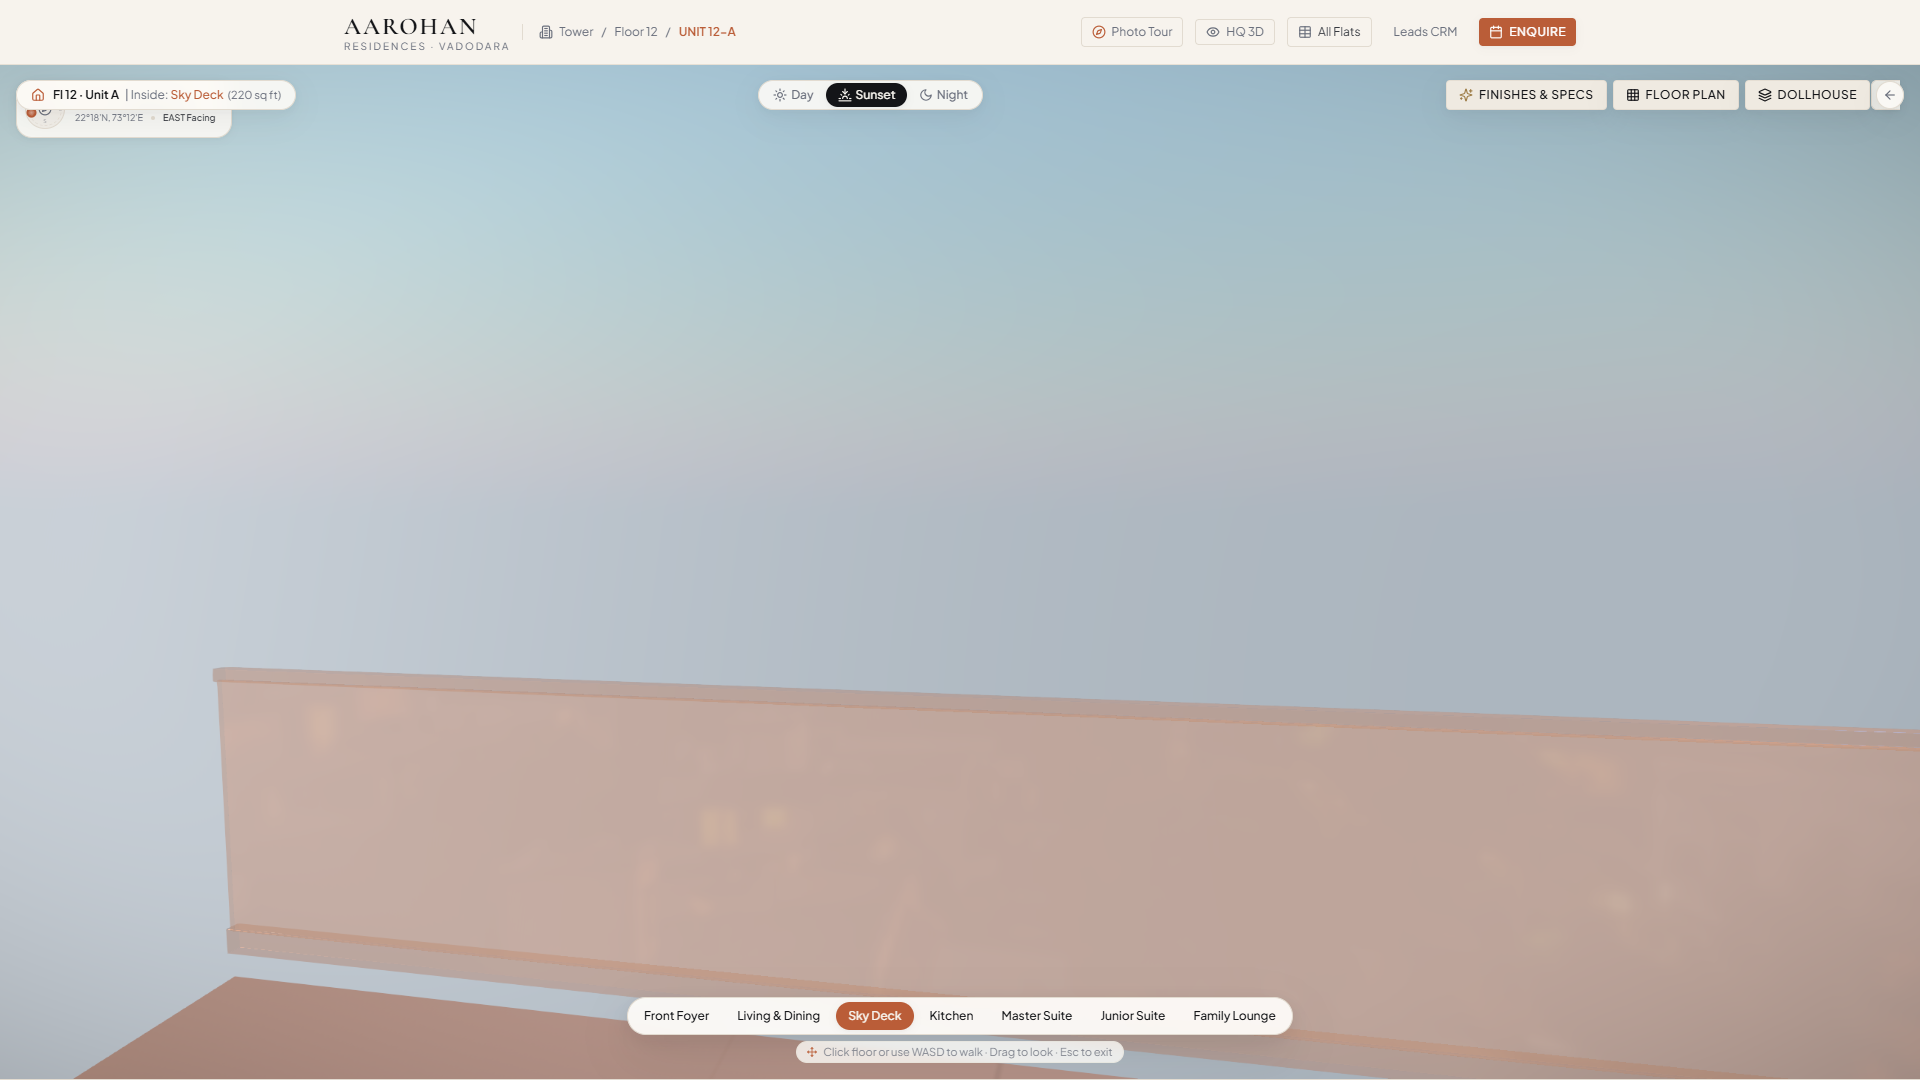 AAROHAN
RESIDENCES · VADODARA
Tower / Floor 12 / UNIT 12-A
Photo Tour
HQ 3D
All Flats
Leads CRM
ENQUIRE
Fl 12 · Unit A | Inside: Sky Deck (220 sq ft)
22°18'N, 73°12'E • EAST Facing
Day
Sunset
Night
FINISHES & SPECS
FLOOR PLAN
DOLLHOUSE
Front Foyer
Living & Dining
Sky Deck
Kitchen
Master Suite
Junior Suite
Family Lounge
Click floor or use WASD to walk · Drag to look · Esc to exit